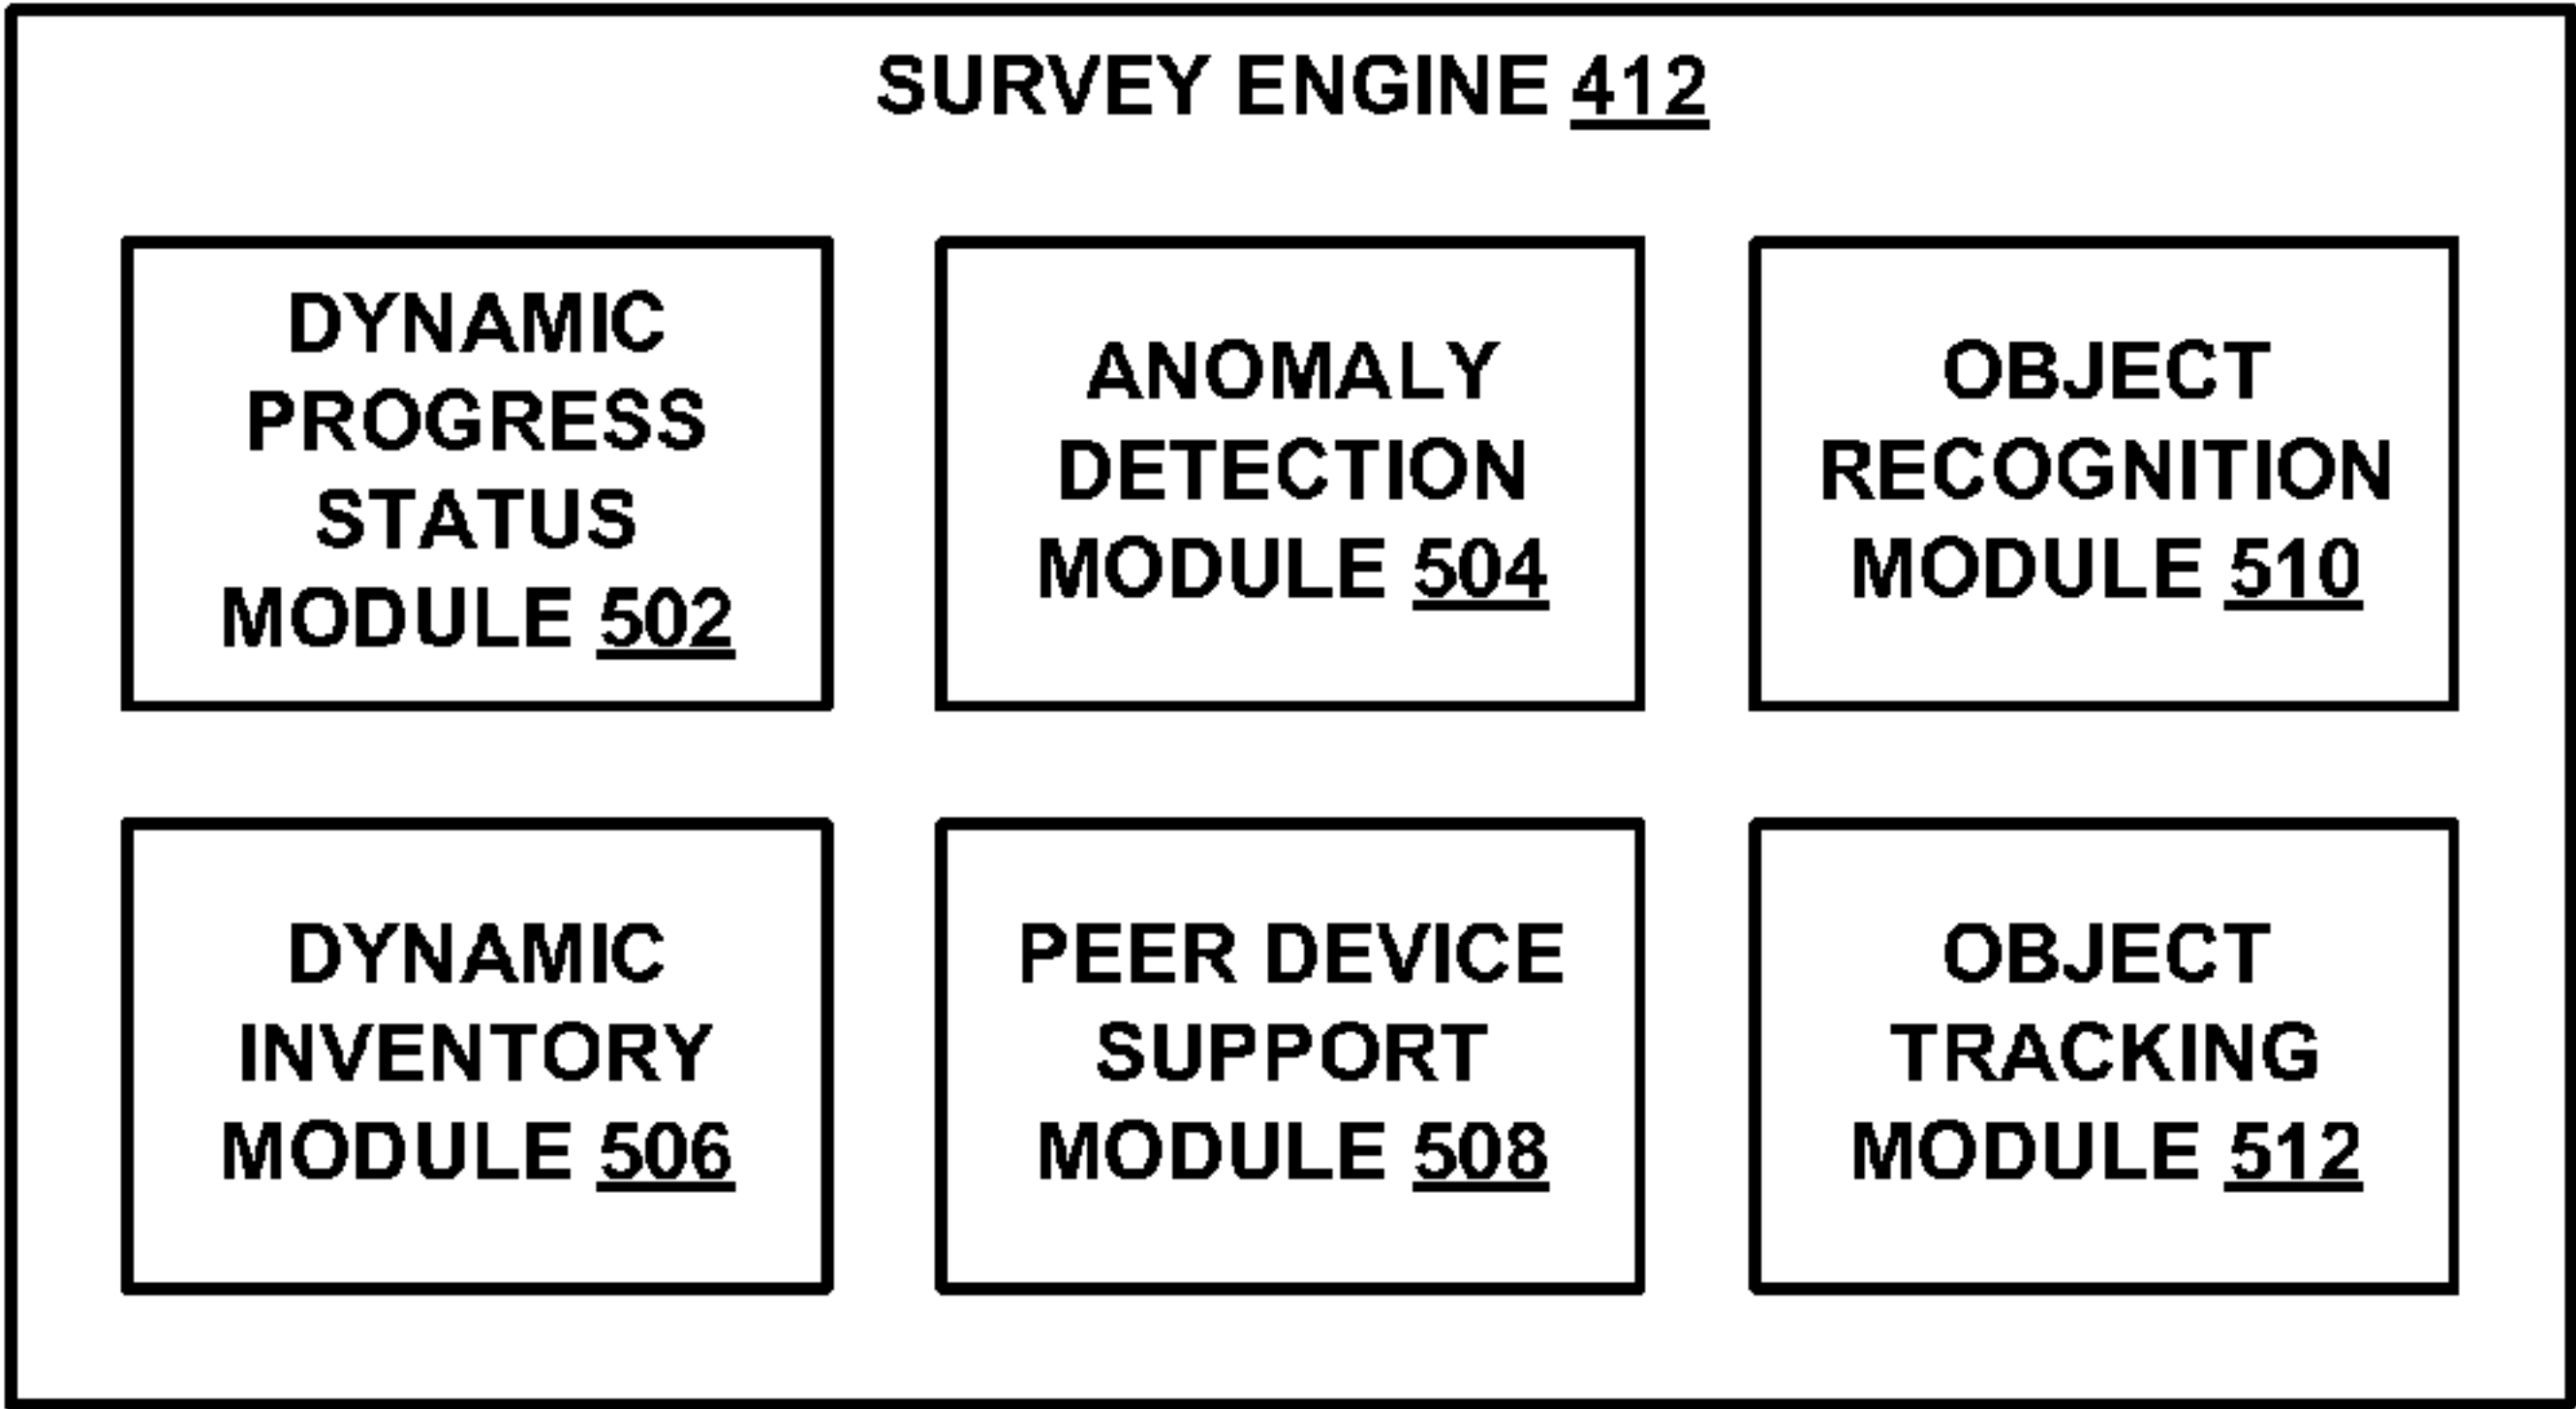 SURVEY ENGINE 412
DYNAMIC
PROGRESS
STATUS
MODULE 502
ANOMALY
DETECTION
MODULE 504
OBJECT
RECOGNITION
MODULE 510
DYNAMIC
INVENTORY
MODULE 506
PEER DEVICE
SUPPORT
MODULE 508
OBJECT
TRACKING
MODULE 512